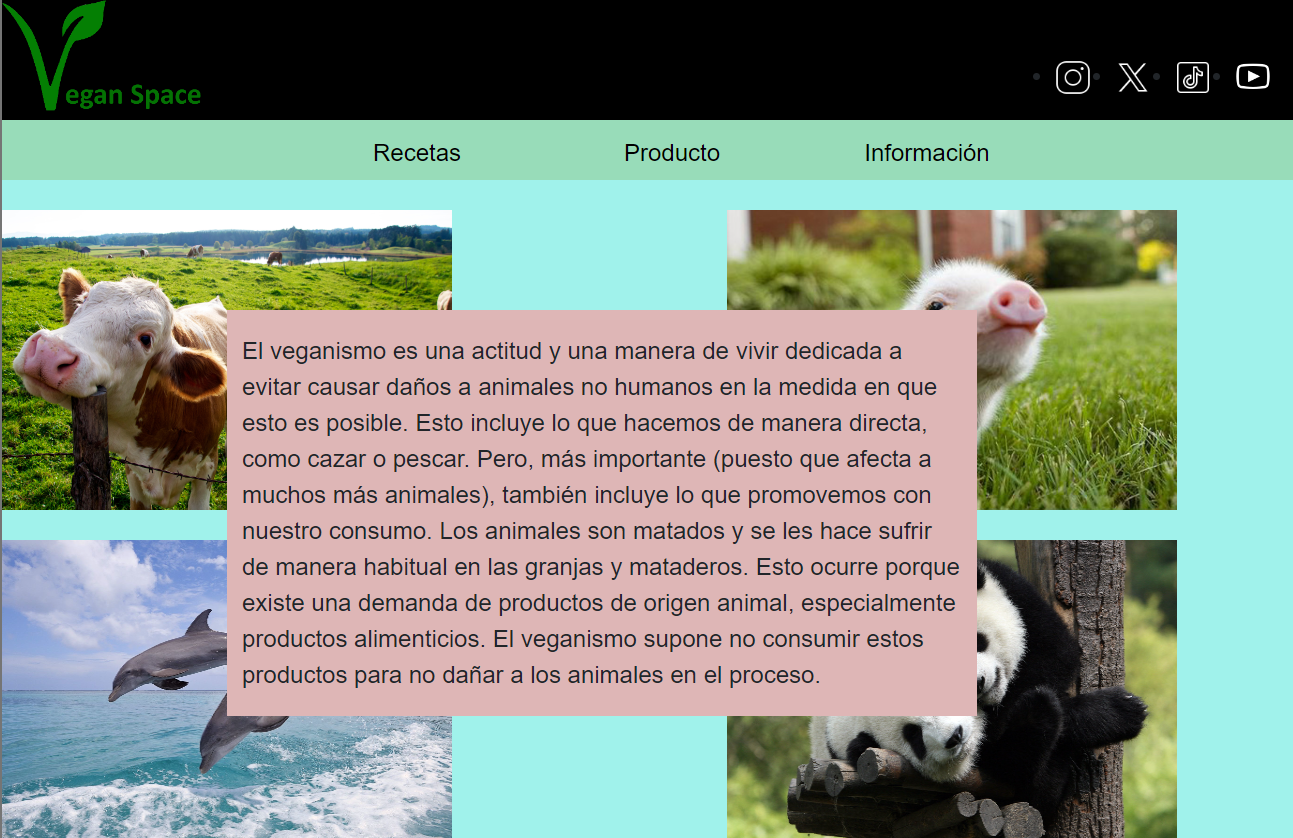 Vegan Space
Recetas
Producto
Información
El veganismo es una actitud y una manera de vivir dedicada a
evitar causar daños a animales no humanos en la medida en que
esto es posible. Esto incluye lo que hacemos de manera directa,
como cazar o pescar. Pero, más importante (puesto que afecta a
muchos más animales), también incluye lo que promovemos con
nuestro consumo. Los animales son matados y se les hace sufrir
de manera habitual en las granjas y mataderos. Esto ocurre porque
existe una demanda de productos de origen animal, especialmente
productos alimenticios. El veganismo supone no consumir estos
productos para no dañar a los animales en el proceso.